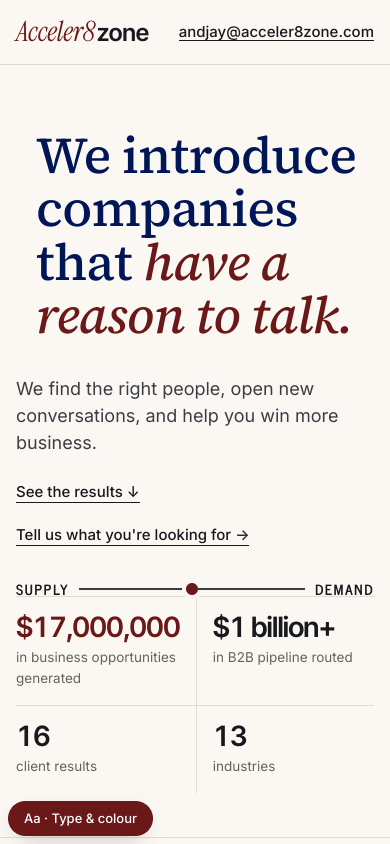 Acceler8zone
andjay@acceler8zone.com
We introduce
companies
that have a
reason to talk.
We find the right people, open new
conversations, and help you win more
business.
See the results ↓
Tell us what you're looking for →
SUPPLY
DEMAND
$17,000,000
in business opportunities
generated
$1 billion+
in B2B pipeline routed
16
client results
13
industries
Aa · Type & colour